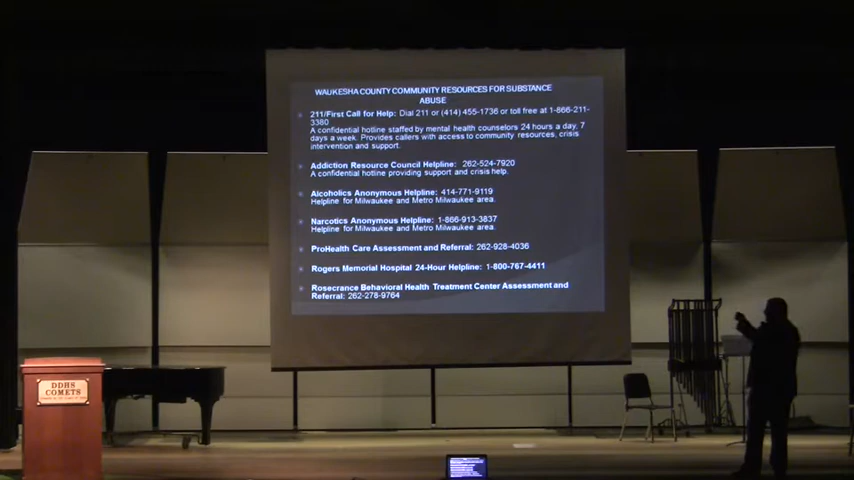 WAUKESHA COUNTY COMMUNITY RESOURCES FOR SUBSTANCE
ABUSE
211/First Call for Help: Dial 211 or (414) 455-1736 or toll free at 1-866-211-
3380
A confidential hotline staffed by mental health counselors 24 hours a day, 7
days a week. Provides callers with access to community resources, crisis
intervention and support.
Addiction Resource Council Helpline: 262-524-7920
A confidential hotline providing support and crisis help.
Alcoholics Anonymous Helpline: 414-771-9119
Helpline for Milwaukee and Metro Milwaukee area.
Narcotics Anonymous Helpline: 1-866-913-3837
Helpline for Milwaukee and Metro Milwaukee area.
ProHealth Care Assessment and Referral: 262-928-4036
Rogers Memorial Hospital 24-Hour Helpline: 1-800-767-4411
Rosecrance Behavioral Health Treatment Center Assessment and
Referral: 262-278-9764
DDHS
COMETS